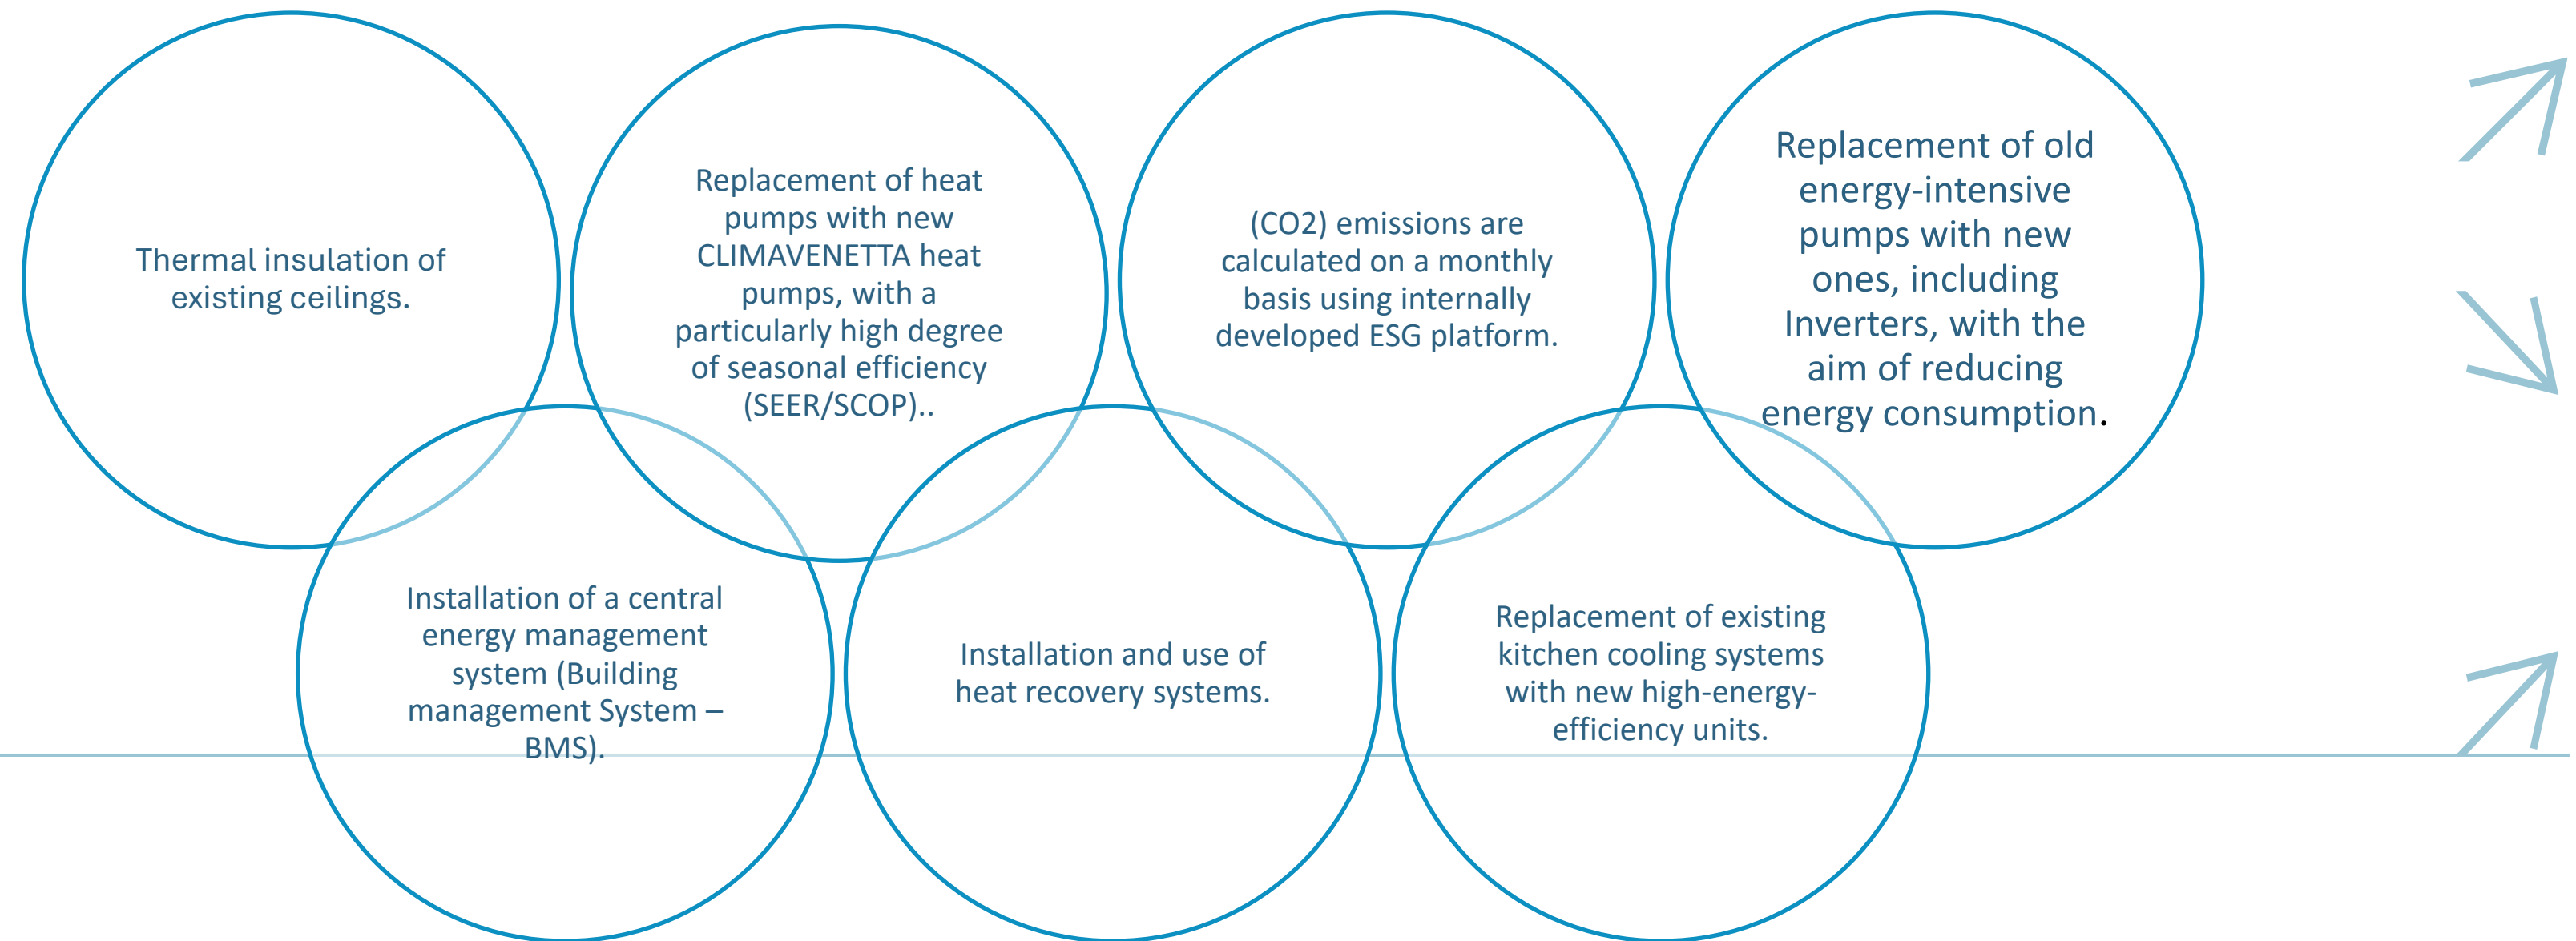 Thermal insulation of
existing ceilings.
Installation of a central
energy management
system (Building
management System –
BMS).
Replacement of heat
pumps with new
CLIMAVENETTA heat
pumps, with a
particularly high degree
of seasonal efficiency
(SEER/SCOP)..
Installation and use of
heat recovery systems.
(CO2) emissions are
calculated on a monthly
basis using internally
developed ESG platform.
Replacement of existing
kitchen cooling systems
with new high-energy-
efficiency units.
Replacement of old
energy-intensive
pumps with new
ones, including
Inverters, with the
aim of reducing
energy consumption.